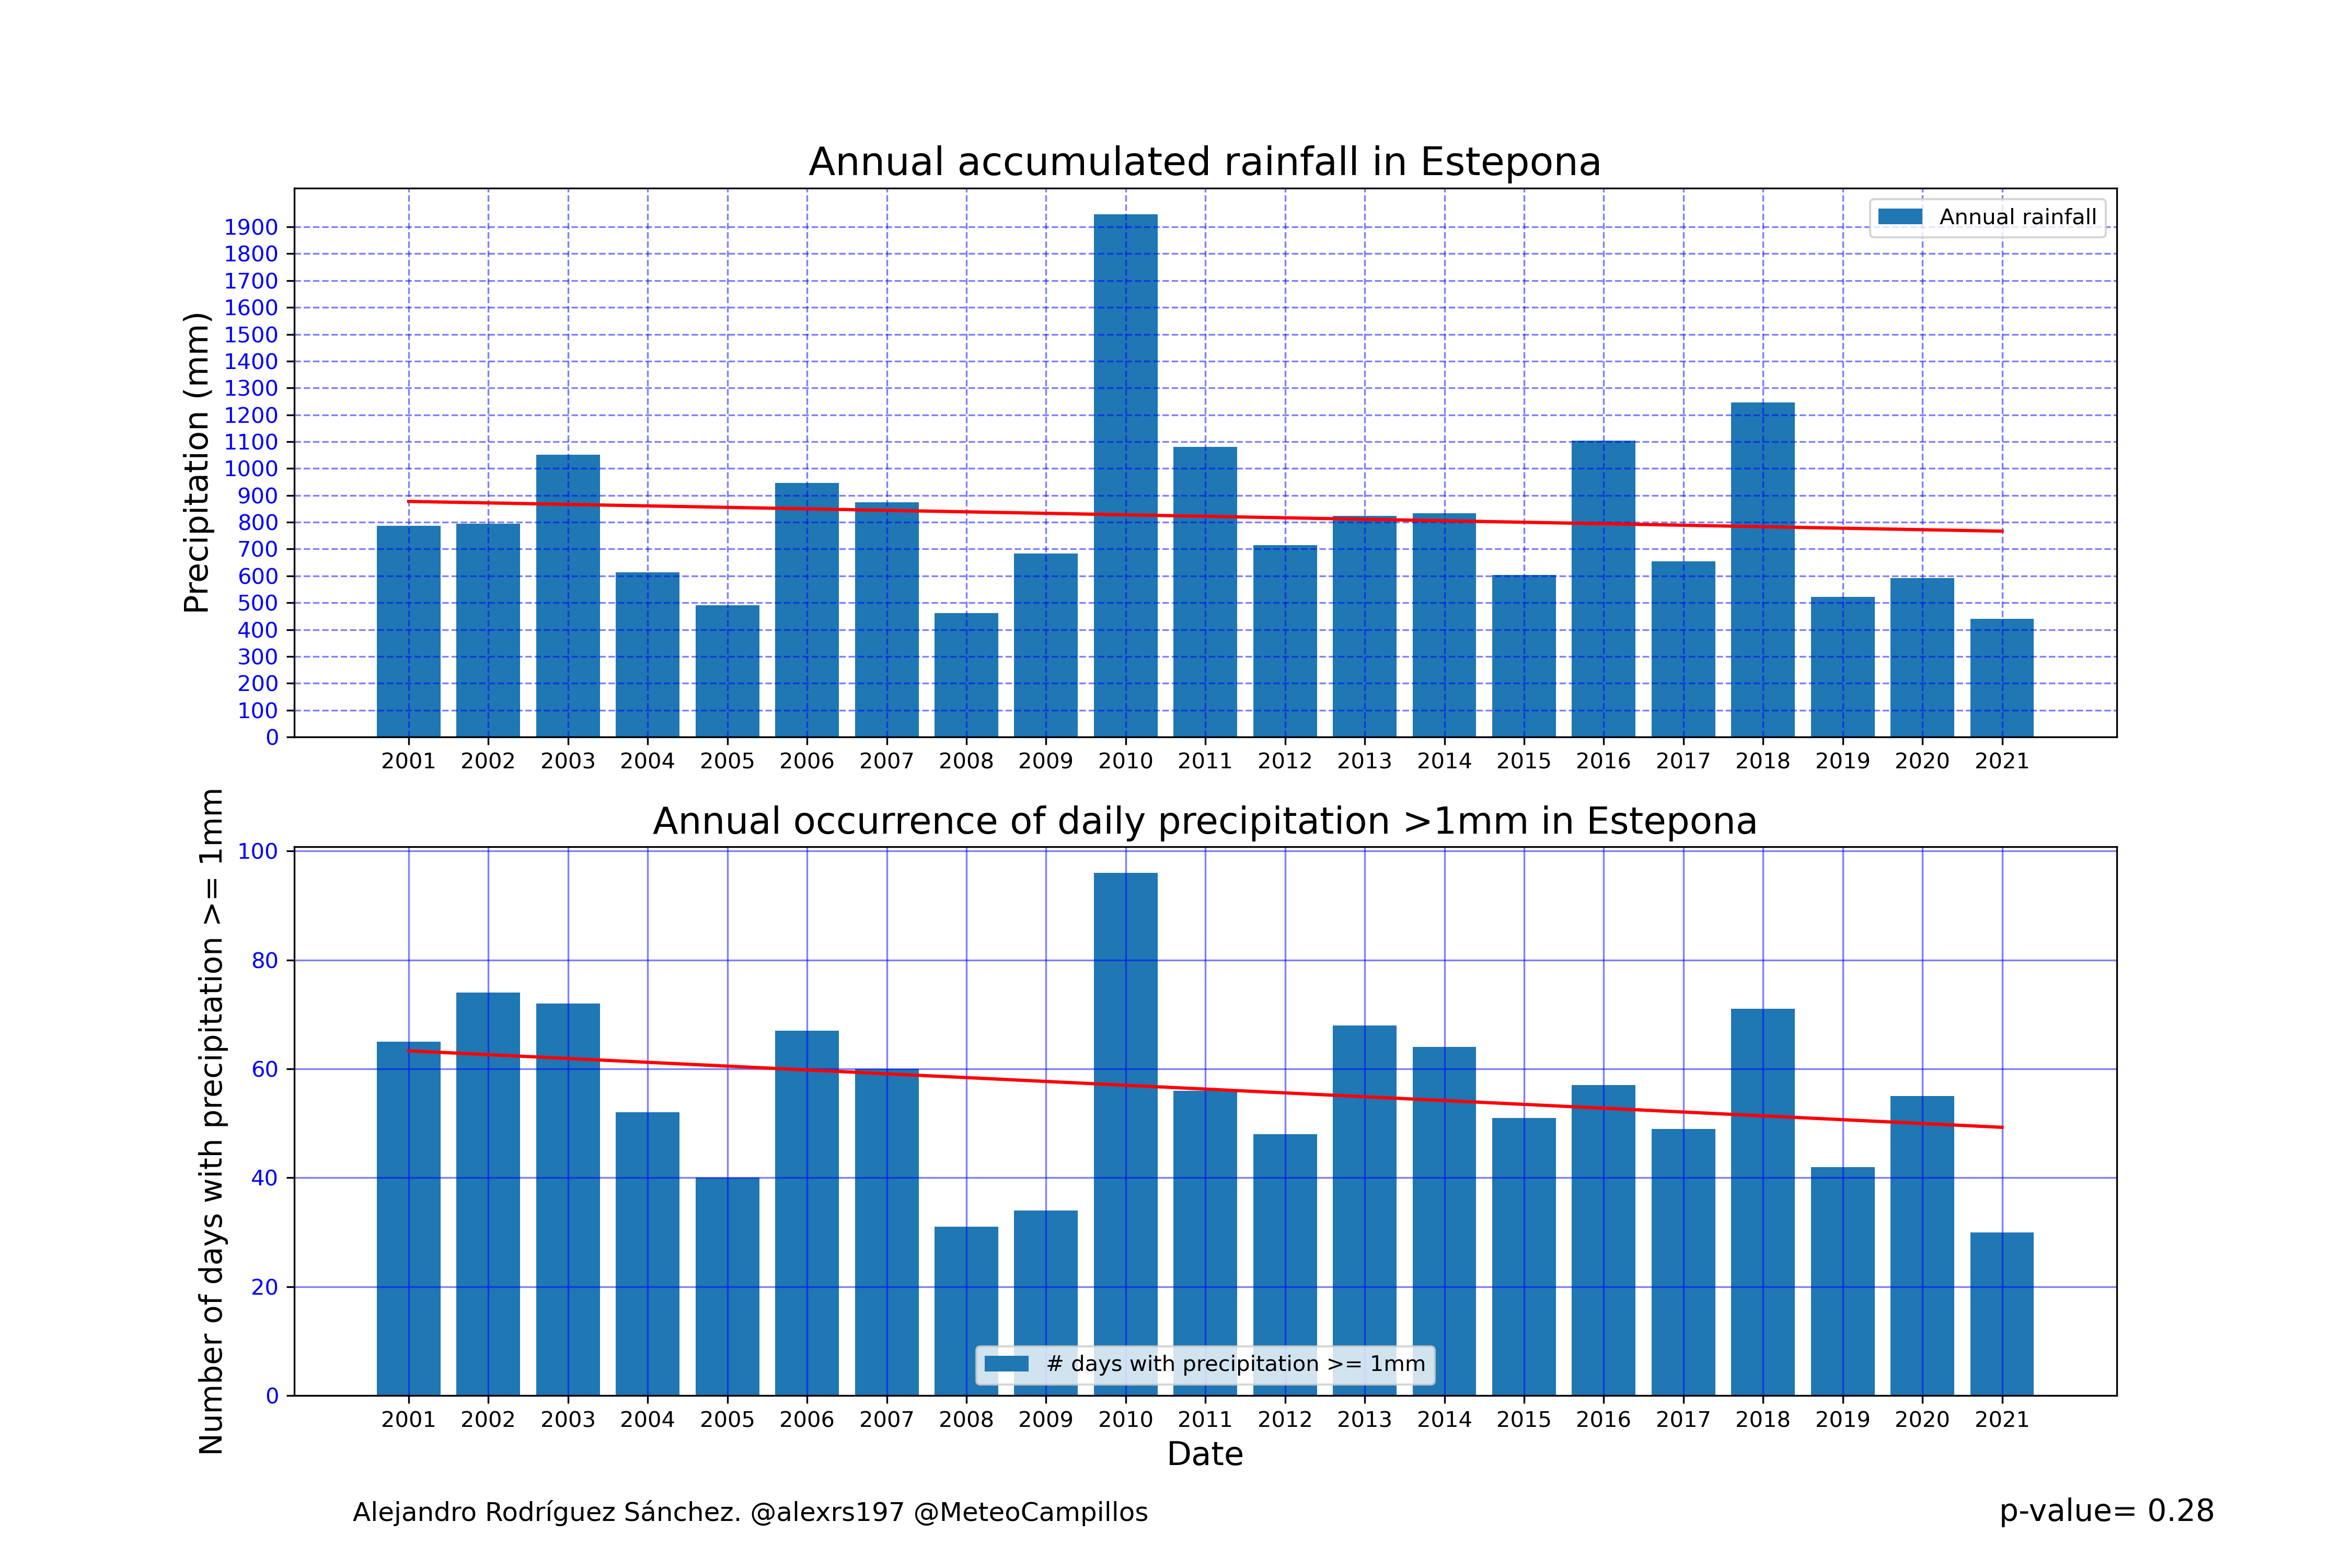 Annual accumulated rainfall in Estepona
Precipitation (mm)
1900
1800
1700
1600
1500
1400
1300
1200
1100
1000
900
800
700
600
500
400
300
200
100
0
Annual rainfall
2001 2002 2003 2004 2005 2006 2007 2008 2009 2010 2011 2012 2013 2014 2015 2016 2017 2018 2019 2020 2021
Annual occurrence of daily precipitation >1mm in Estepona
Number of days with precipitation >= 1mm
100
80
60
40
20
0
# days with precipitation >= 1mm
2001 2002 2003 2004 2005 2006 2007 2008 2009 2010 2011 2012 2013 2014 2015 2016 2017 2018 2019 2020 2021
Date
Alejandro Rodríguez Sánchez. @alexrs197 @MeteoCampillos
p-value= 0.28